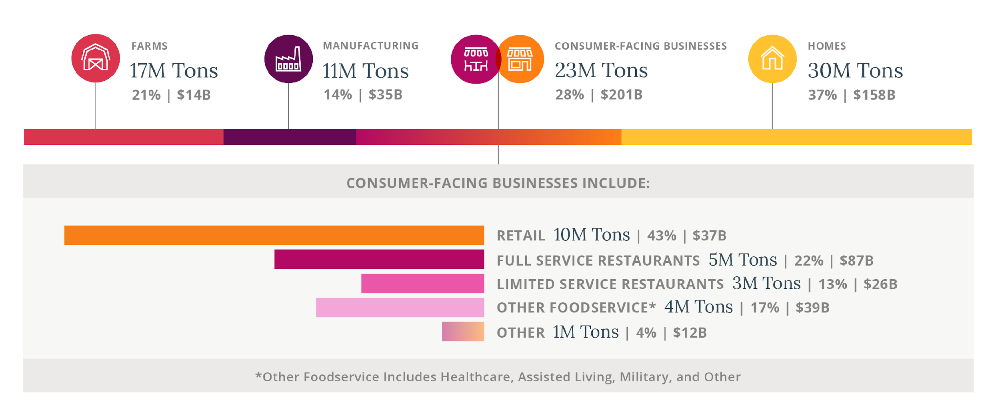 FARMS
17M Tons
21% | $14B
MANUFACTURING
11M Tons
14% | $35B
CONSUMER-FACING BUSINESSES
23M Tons
28% | $201B
HOMES
30M Tons
37% | $158B
CONSUMER-FACING BUSINESSES INCLUDE:
RETAIL 10M Tons | 43% | $37B
FULL SERVICE RESTAURANTS 5M Tons | 22% | $87B
LIMITED SERVICE RESTAURANTS 3M Tons | 13% | $26B
OTHER FOODSERVICE* 4M Tons | 17% | $39B
OTHER 1M Tons | 4% | $12B
*Other Foodservice Includes Healthcare, Assisted Living, Military, and Other